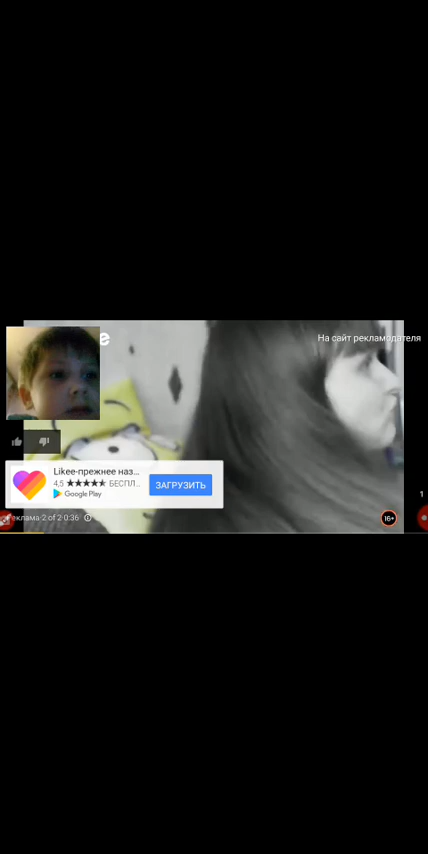 e
На сайт рекламодателя
Likee-прежнее наз...
4,5 ★★★★★ БЕСПЛ...
Google Play
ЗАГРУЗИТЬ
1
Реклама 2 of 2·0:36
16+